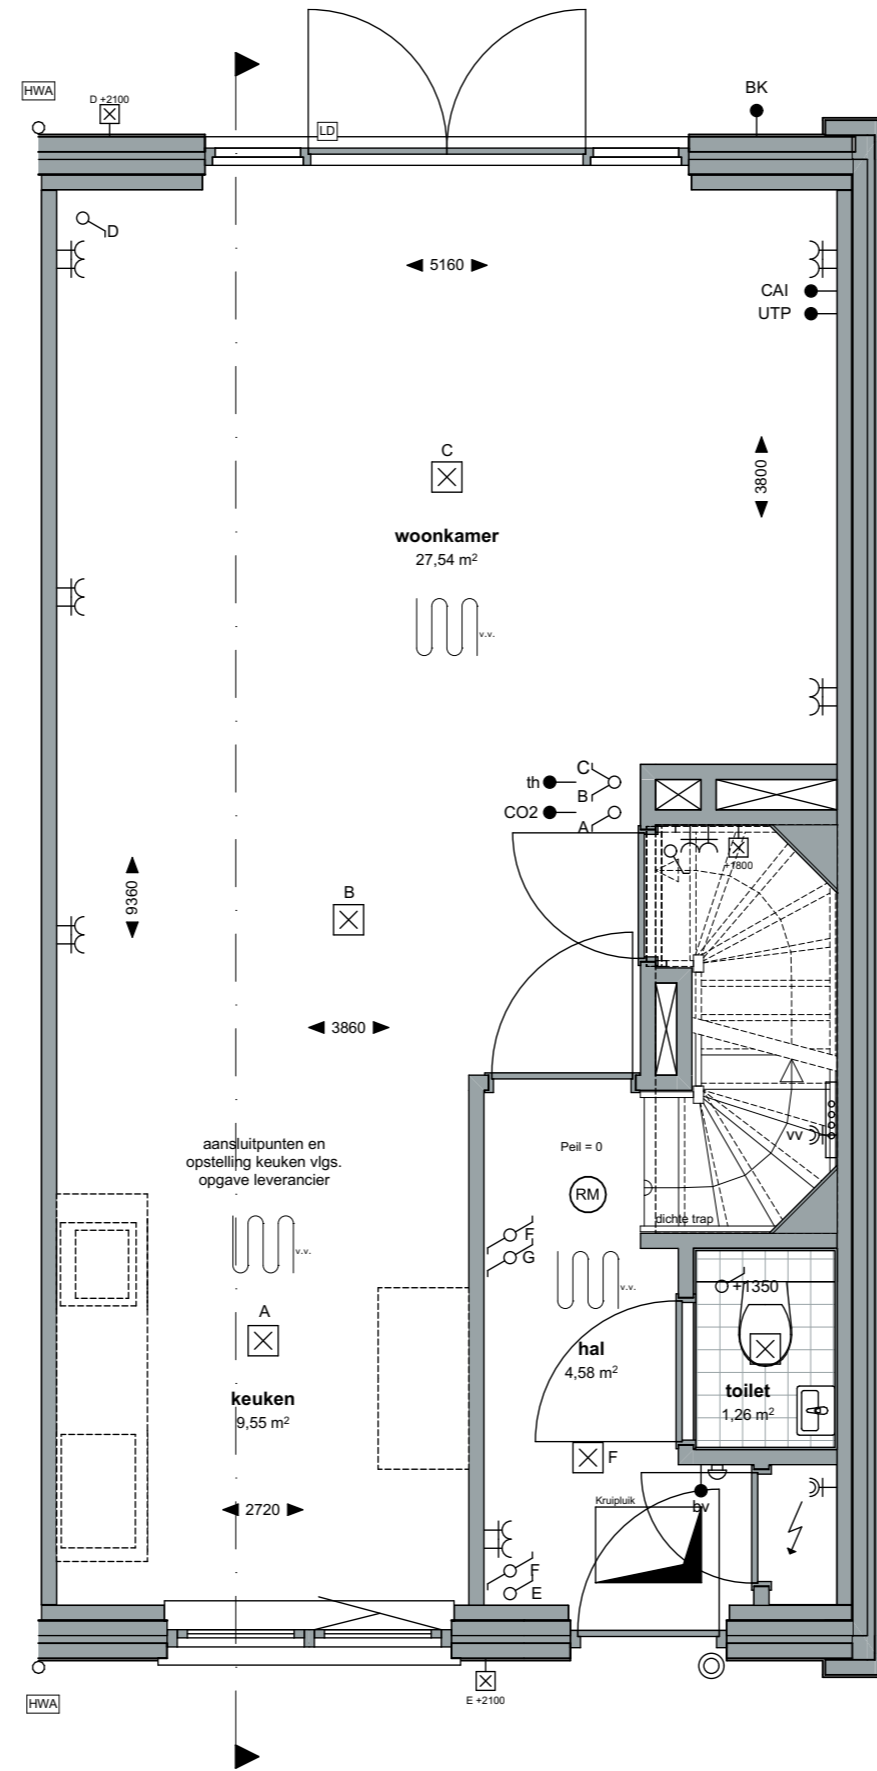 HWA
D +2100
LD
BK
D
5160
CAI
UTP
C
3800
woonkamer
27,54 m²
v.v.
th
C
B
CO2
A
+1800
9360
B
3860
aansluitpunten en
opstelling keuken vlgs.
opgave leverancier
Peil = 0
vv
RM
dichte trap
F
G
v.v.
v.v.
+1350
A
hal
4,58 m²
keuken
9,55 m²
toilet
1,26 m²
F
2720
Kruipluik
bv
F
E
HWA
E +2100